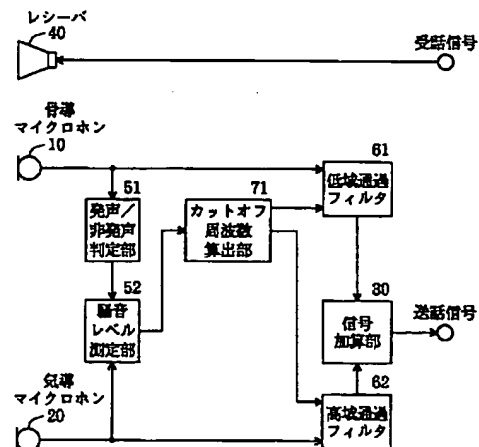 レシーバ
40
受話信号
骨導
マイクロホン
10
61
低域通過
フィルタ
51
71
発声／
非発声
判定部
カットオフ
周波数
算出部
52
30
騒音
レベル
測定部
信号
加算部
送話信号
気導
マイクロホン
20
62
高域通過
フィルタ